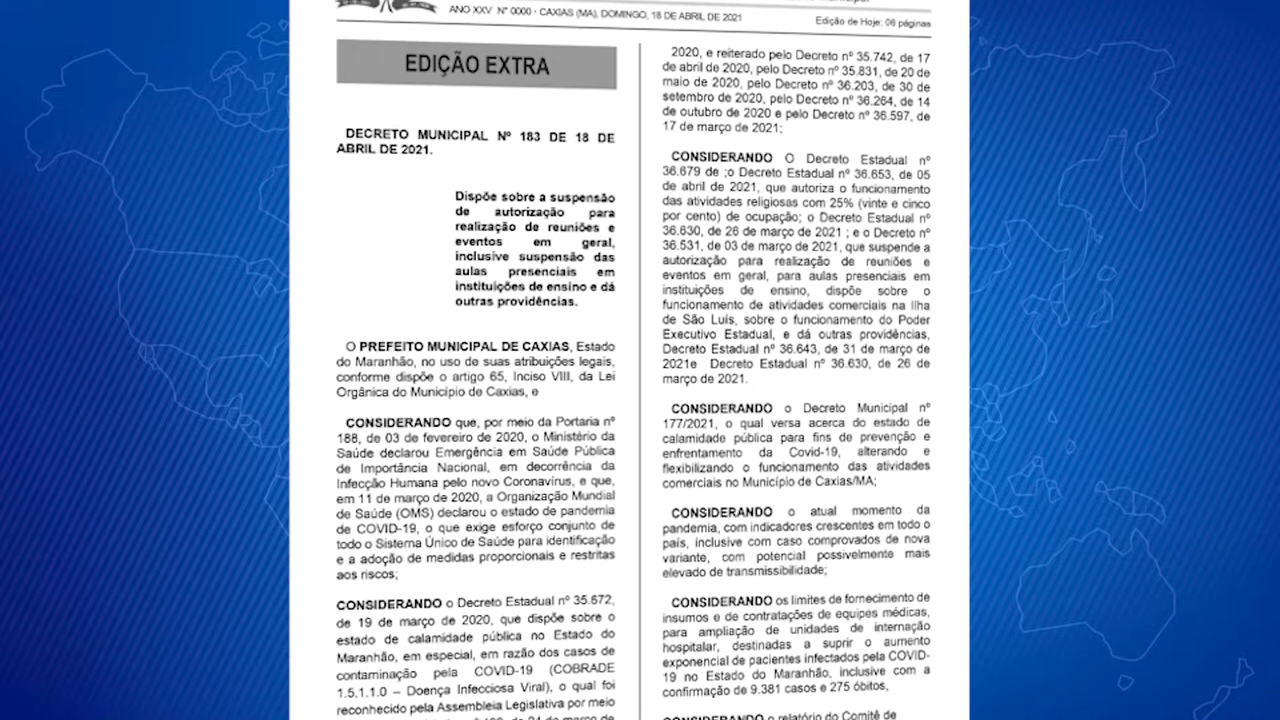 ANO XXV N° 0000 - CAXIAS (MA), DOMINGO, 18 DE ABRIL DE 2021
Edição de Hoje: 06 páginas
EDIÇÃO EXTRA
DECRETO MUNICIPAL Nº 183 DE 18 DE
ABRIL DE 2021.
Dispõe sobre a suspensão
de autorização para
realização de reuniões e
eventos em geral,
inclusive suspensão das
aulas presenciais em
instituições de ensino e dá
outras providências.
O PREFEITO MUNICIPAL DE CAXIAS, Estado
do Maranhão, no uso de suas atribuições legais,
conforme dispõe o artigo 65, Inciso VIII, da Lei
Orgânica do Município de Caxias, e
CONSIDERANDO que, por meio da Portaria nº
188, de 03 de fevereiro de 2020, o Ministério da
Saúde declarou Emergência em Saúde Pública
de Importância Nacional, em decorrência da
Infecção Humana pelo novo Coronavírus, e que,
em 11 de março de 2020, a Organização Mundial
de Saúde (OMS) declarou o estado de pandemia
de COVID-19, o que exige esforço conjunto de
todo o Sistema Único de Saúde para identificação
e a adoção de medidas proporcionais e restritas
aos riscos;
CONSIDERANDO o Decreto Estadual nº 35.672,
de 19 de março de 2020, que dispõe sobre o
estado de calamidade pública no Estado do
Maranhão, em especial, em razão dos casos de
contaminação pela COVID-19 (COBRADE
1.5.1.1.0 – Doença Infecciosa Viral), o qual foi
reconhecido pela Assembleia Legislativa por meio
2020, e reiterado pelo Decreto nº 35.742, de 17
de abril de 2020, pelo Decreto nº 35.831, de 20 de
maio de 2020, pelo Decreto nº 36.203, de 30 de
setembro de 2020, pelo Decreto nº 36.264, de 14
de outubro de 2020 e pelo Decreto nº 36.597, de
17 de março de 2021;
CONSIDERANDO O Decreto Estadual nº
36.679 de ;o Decreto Estadual nº 36.653, de 05
de abril de 2021, que autoriza o funcionamento
das atividades religiosas com 25% (vinte e cinco
por cento) de ocupação; o Decreto Estadual nº
36.630, de 26 de março de 2021 ; e o Decreto nº
36.531, de 03 de março de 2021, que suspende a
autorização para realização de reuniões e
eventos em geral, para aulas presenciais em
instituições de ensino, dispõe sobre o
funcionamento de atividades comerciais na Ilha
de São Luís, sobre o funcionamento do Poder
Executivo Estadual, e dá outras providências,
Decreto Estadual nº 36.643, de 31 de março de
2021e Decreto Estadual nº 36.630, de 26 de
março de 2021.
CONSIDERANDO o Decreto Municipal nº
177/2021, o qual versa acerca do estado de
calamidade pública para fins de prevenção e
enfrentamento da Covid-19, alterando e
flexibilizando o funcionamento das atividades
comerciais no Município de Caxias/MA;
CONSIDERANDO o atual momento da
pandemia, com indicadores crescentes em todo o
país, inclusive com caso comprovados de nova
variante, com potencial possivelmente mais
elevado de transmissibilidade;
CONSIDERANDO os limites de fornecimento de
insumos e de contratações de equipes médicas,
para ampliação de unidades de internação
hospitalar, destinadas a suprir o aumento
exponencial de pacientes infectados pela COVID-
19 no Estado do Maranhão, inclusive com a
confirmação de 9.381 casos e 275 óbitos,
CONSIDERANDO o relatório do Comitê de